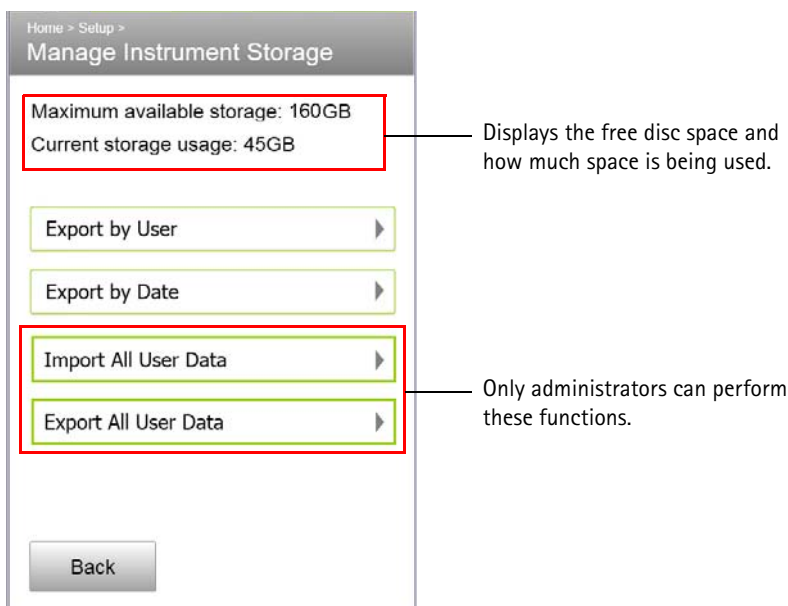 Home > Setup >
Manage Instrument Storage
Maximum available storage: 160GB
Current storage usage: 45GB
Displays the free disc space and
how much space is being used.
Export by User
Export by Date
Import All User Data
Export All User Data
Only administrators can perform
these functions.
Back